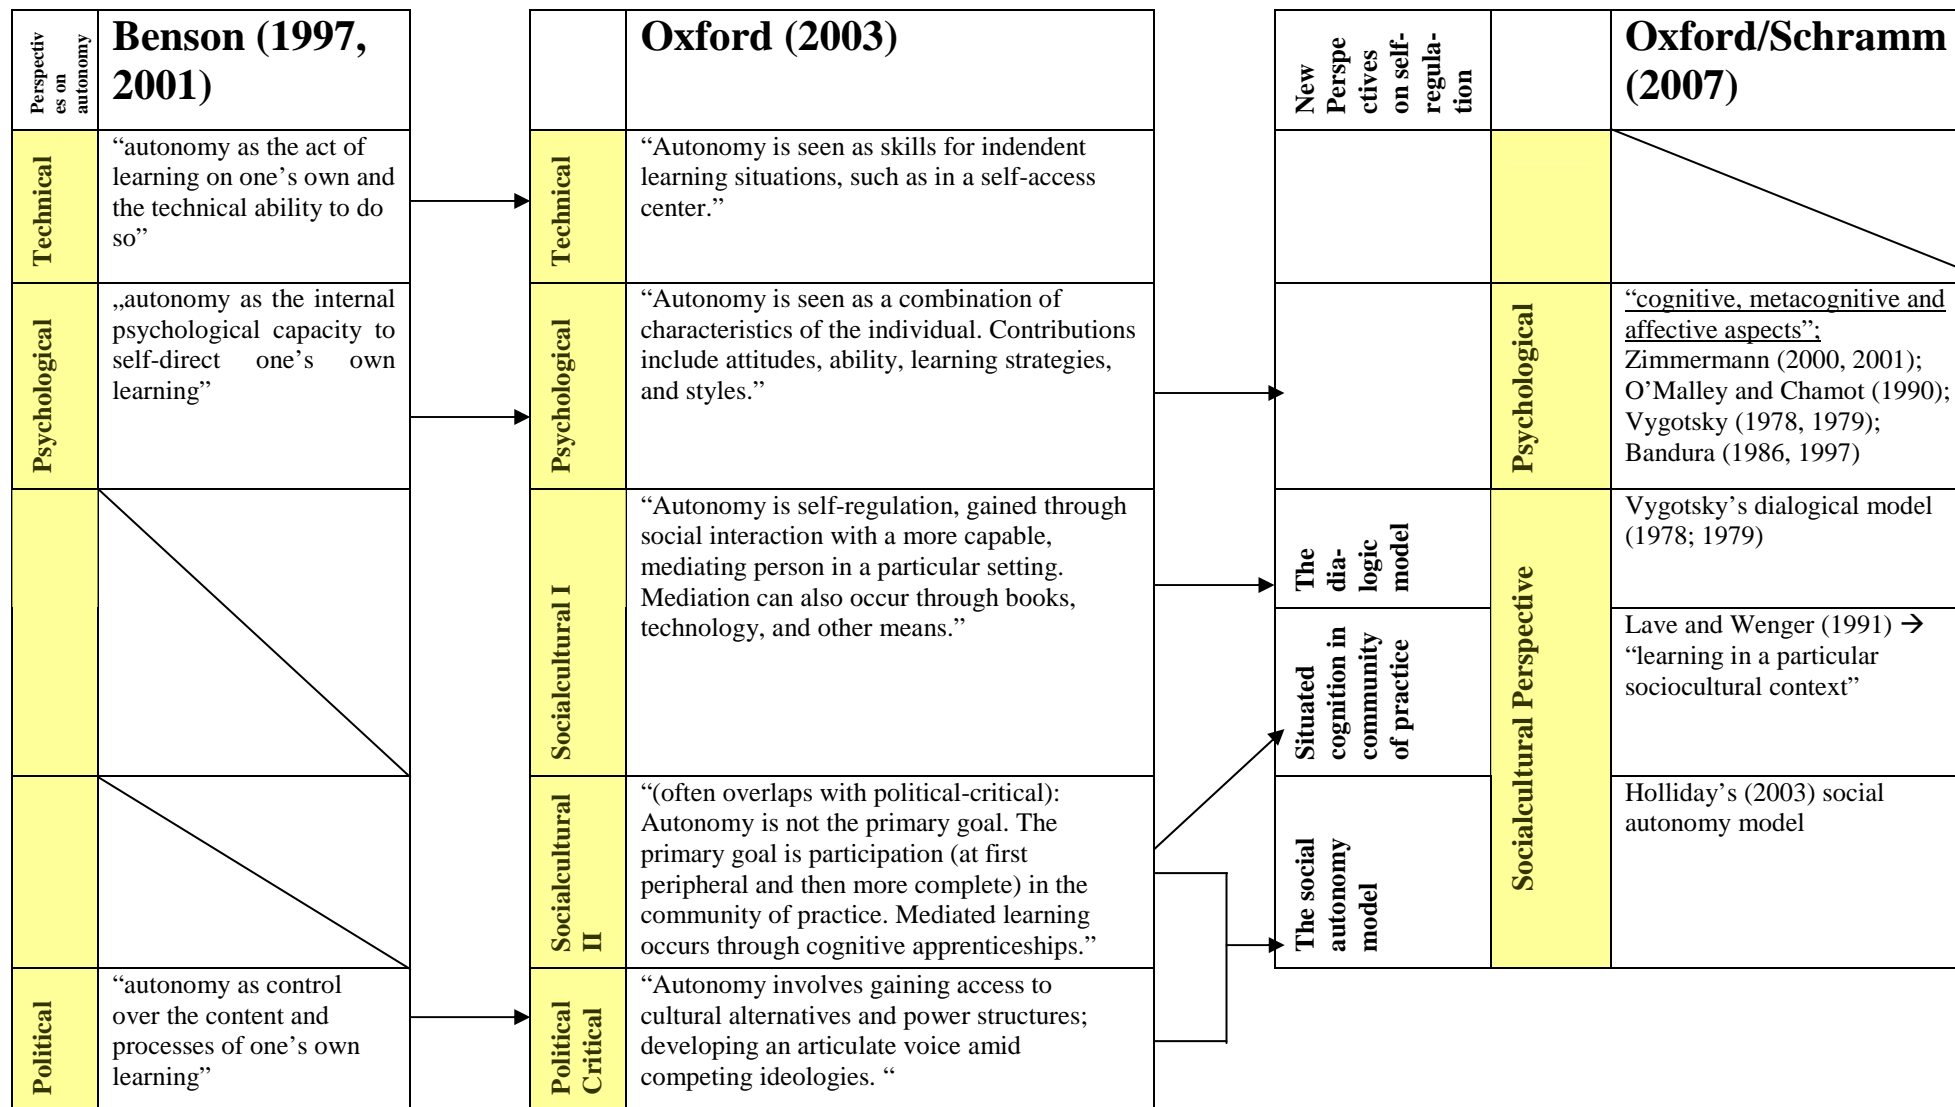 Perspectiv
es on
autonomy
Benson (1997,
2001)
Technical
“autonomy as the act of
learning on one’s own and
the technical ability to do
so”
Psychological
„autonomy as the internal
psychological capacity to
self-direct one’s own
learning”
Political
“autonomy as control
over the content and
processes of one’s own
learning”
Oxford (2003)
Technical
“Autonomy is seen as skills for indendent
learning situations, such as in a self-access
center.”
Psychological
“Autonomy is seen as a combination of
characteristics of the individual. Contributions
include attitudes, ability, learning strategies,
and styles.”
Socialcultural I
“Autonomy is self-regulation, gained through
social interaction with a more capable,
mediating person in a particular setting.
Mediation can also occur through books,
technology, and other means.”
Socialcultural
II
“(often overlaps with political-critical):
Autonomy is not the primary goal. The
primary goal is participation (at first
peripheral and then more complete) in the
community of practice. Mediated learning
occurs through cognitive apprenticeships.”
Political
Critical
“Autonomy involves gaining access to
cultural alternatives and power structures;
developing an articulate voice amid
competing ideologies. “
New
Perspe
ctives
on self-
regula-
tion
Oxford/Schramm
(2007)
Psychological
“cognitive, metacognitive and
affective aspects”;
Zimmermann (2000, 2001);
O’Malley and Chamot (1990);
Vygotsky (1978, 1979);
Bandura (1986, 1997)
The
dia-
logic
model
Socialcultural Perspective
Vygotsky’s dialogical model
(1978; 1979)
Situated
cognition in
community
of practice
Lave and Wenger (1991) →
“learning in a particular
sociocultural context”
The social
autonomy
model
Holliday’s (2003) social
autonomy model